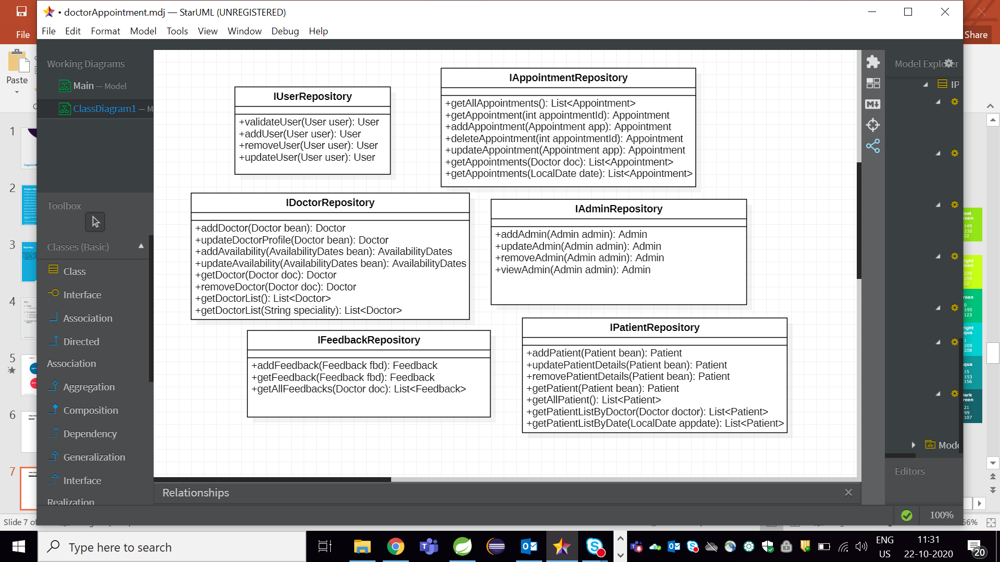 • doctorAppointment.mdj — StarUML (UNREGISTERED)
File
Share
File Edit Format Model Tools View Window Debug Help
Paste
Working Diagrams
Main — Model
ClassDiagram1 — M
Toolbox
Classes (Basic)
Class
Interface
Association
Directed
Association
Aggregation
Composition
Dependency
Generalization
Interface
Realization
1
2
3
4
5
6
7
Slide 7 of
IUserRepository
+validateUser(User user): User
+addUser(User user): User
+removeUser(User user): User
+updateUser(User user): User
IAppointmentRepository
+getAllAppointments(): List<Appointment>
+getAppointment(int appointmentId): Appointment
+addAppointment(Appointment app): Appointment
+deleteAppointment(int appointmentId): Appointment
+updateAppointment(Appointment app): Appointment
+getAppointments(Doctor doc): List<Appointment>
+getAppointments(LocalDate date): List<Appointment>
IDoctorRepository
+addDoctor(Doctor bean): Doctor
+updateDoctorProfile(Doctor bean): Doctor
+addAvailability(AvailabilityDates bean): AvailabilityDates
+updateAvailability(AvailabilityDates bean): AvailabilityDates
+getDoctor(Doctor doc): Doctor
+removeDoctor(Doctor doc): Doctor
+getDoctorList(): List<Doctor>
+getDoctorList(String speciality): List<Doctor>
IAdminRepository
+addAdmin(Admin admin): Admin
+updateAdmin(Admin admin): Admin
+removeAdmin(Admin admin): Admin
+viewAdmin(Admin admin): Admin
IFeedbackRepository
+addFeedback(Feedback fbd): Feedback
+getFeedback(Feedback fbd): Feedback
+getAllFeedbacks(Doctor doc): List<Feedback>
IPatientRepository
+addPatient(Patient bean): Patient
+updatePatientDetails(Patient bean): Patient
+removePatientDetails(Patient bean): Patient
+getPatient(Patient bean): Patient
+getAllPatient(): List<Patient>
+getPatientListByDoctor(Doctor doctor): List<Patient>
+getPatientListByDate(LocalDate appdate): List<Patient>
Relationships
Model Explorer
IP
Mode
Editors
100%
66%
Type here to search
ENG
US
11:31
22-10-2020
20